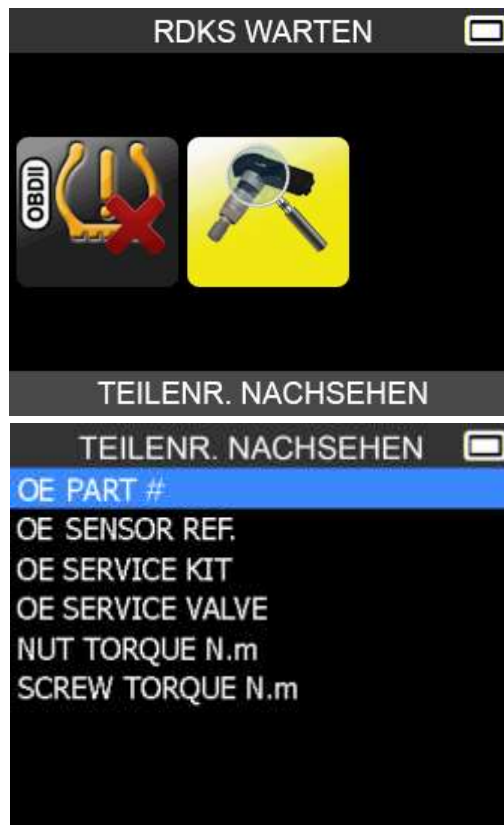 RDKS WARTEN
OBDII
TEILENR. NACHSEHEN
TEILENR. NACHSEHEN
OE PART #
OE SENSOR REF.
OE SERVICE KIT
OE SERVICE VALVE
NUT TORQUE N.m
SCREW TORQUE N.m